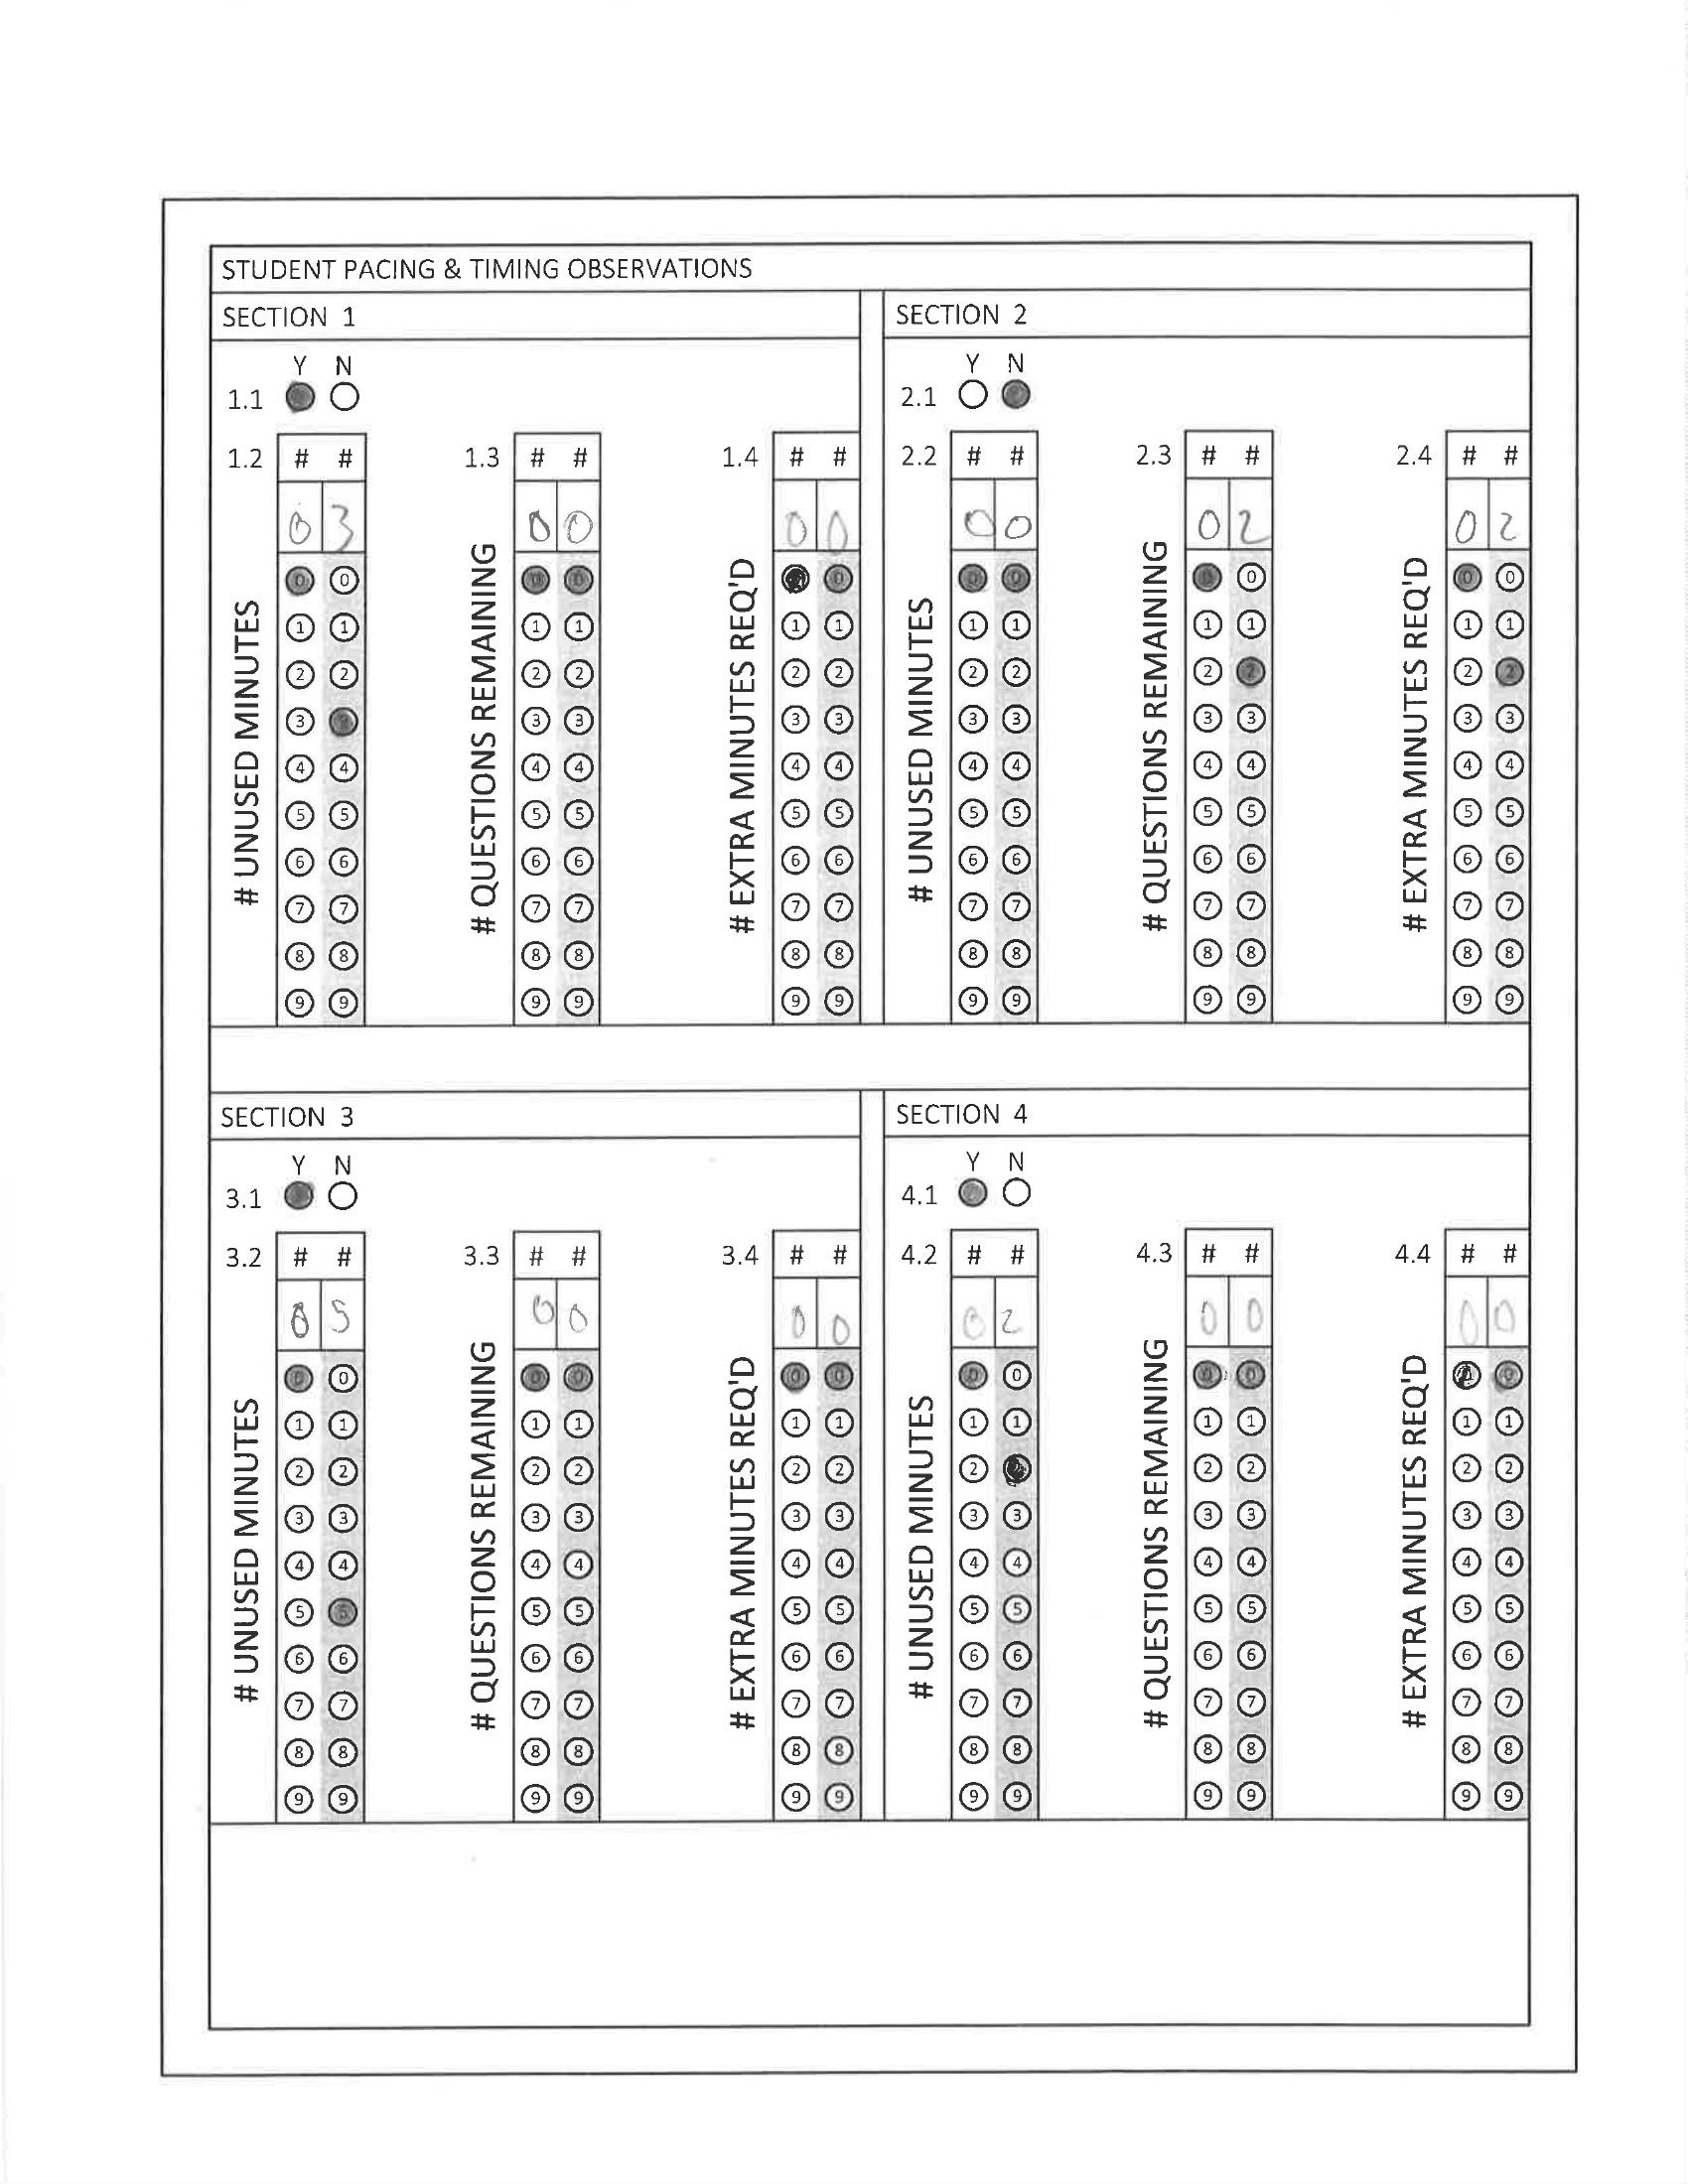 STUDENT PACING & TIMING OBSERVATIONS
SECTION 1
Y N
1.1
1.2 # # 1.3 # # 1.4 # #
0 3 0 0 0 0
# UNUSED MINUTES
# QUESTIONS REMAINING
# EXTRA MINUTES REQ'D
0 0 0 0 0
1 1 1 1 1 1
2 2 2 2 2 2
3 3 3 3 3 3
4 4 4 4 4 4
5 5 5 5 5 5
6 6 6 6 6 6
7 7 7 7 7 7
8 8 8 8 8 8
9 9 9 9 9 9
SECTION 2
Y N
2.1
2.2 # # 2.3 # # 2.4 # #
0 0 0 2 0 2
# UNUSED MINUTES
# QUESTIONS REMAINING
# EXTRA MINUTES REQ'D
0 0 0 0 0 0
1 1 1 1 1 1
2 2 2 2 2 2
3 3 3 3 3 3
4 4 4 4 4 4
5 5 5 5 5 5
6 6 6 6 6 6
7 7 7 7 7 7
8 8 8 8 8 8
9 9 9 9 9 9
SECTION 3
Y N
3.1
3.2 # # 3.3 # # 3.4 # #
0 5 0 0 0 0
# UNUSED MINUTES
# QUESTIONS REMAINING
# EXTRA MINUTES REQ'D
0 0 0 0 0 0
1 1 1 1 1 1
2 2 2 2 2 2
3 3 3 3 3 3
4 4 4 4 4 4
5 5 5 5 5 5
6 6 6 6 6 6
7 7 7 7 7 7
8 8 8 8 8 8
9 9 9 9 9 9
SECTION 4
Y N
4.1
4.2 # # 4.3 # # 4.4 # #
0 2 0 0 0 0
# UNUSED MINUTES
# QUESTIONS REMAINING
# EXTRA MINUTES REQ'D
0 0 0 0 0
1 1 1 1 1 1
2 2 2 2 2
3 3 3 3 3 3
4 4 4 4 4 4
5 5 5 5 5 5
6 6 6 6 6 6
7 7 7 7 7 7
8 8 8 8 8 8
9 9 9 9 9 9